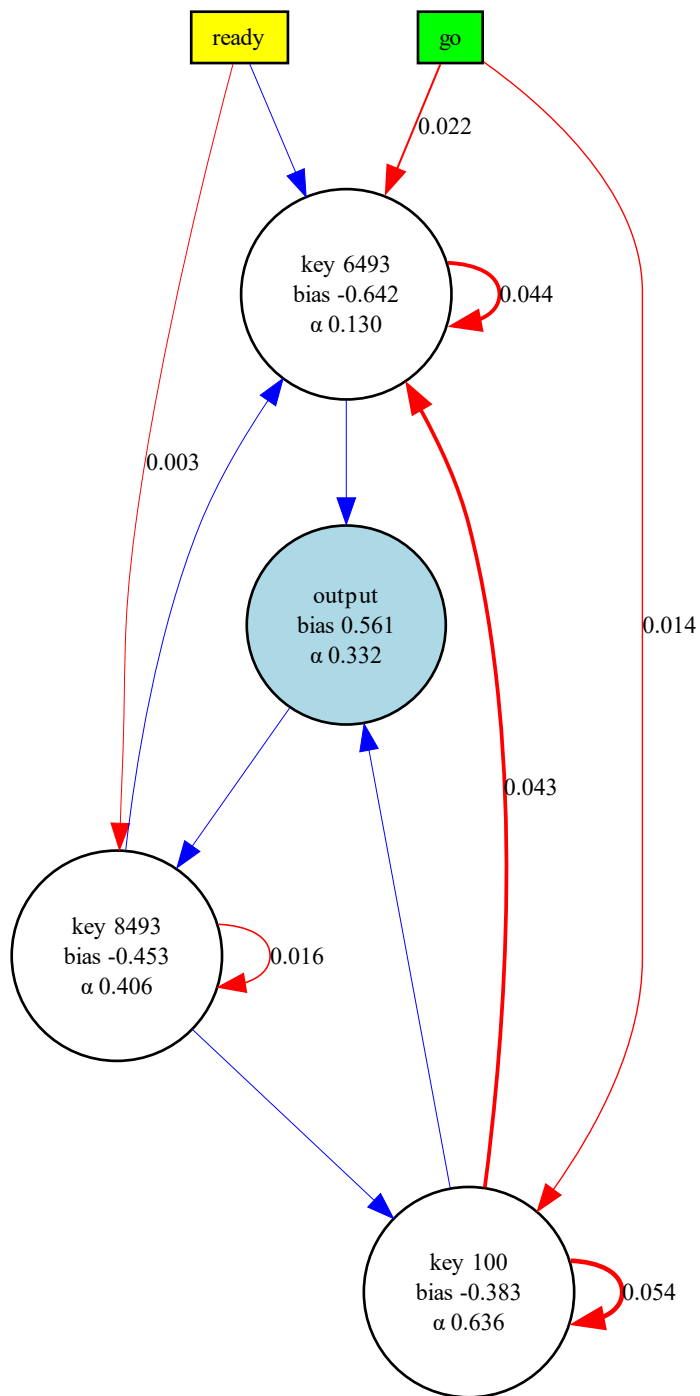 ready
go
0.022
key 6493
bias -0.642
α 0.130
0.044
0.003
output
bias 0.561
α 0.332
0.014
0.043
key 8493
bias -0.453
α 0.406
0.016
key 100
bias -0.383
α 0.636
0.054